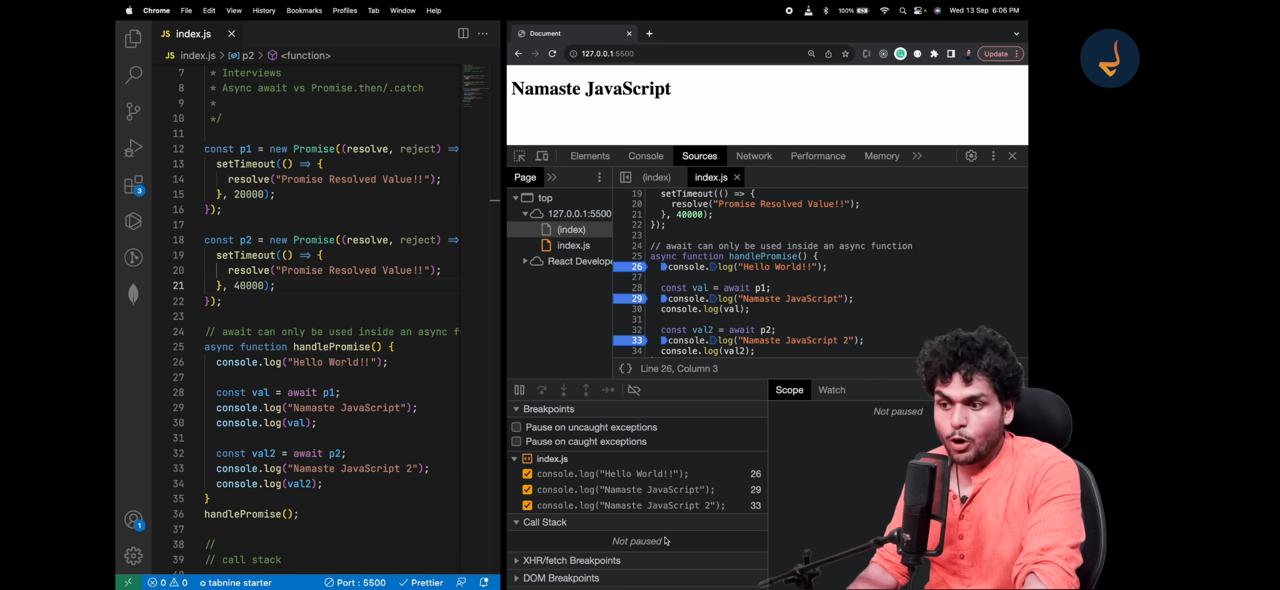 Chrome File Edit View History Bookmarks Profiles Tab Window Help
100% Wed 13 Sep 6:06 PM
JS index.js
JS index.js > p2 > <function>
7 * Interviews
8 * Async await vs Promise.then/.catch
9 *
10 */
11
12 const p1 = new Promise((resolve, reject) =>
13 setTimeout(() => {
14 resolve("Promise Resolved Value!!");
15 }, 20000);
16 });
17
18 const p2 = new Promise((resolve, reject) =>
19 setTimeout(() => {
20 resolve("Promise Resolved Value!!");
21 }, 40000);
22 });
23
24 // await can only be used inside an async f
25 async function handlePromise() {
26 console.log("Hello World!!");
27
28 const val = await p1;
29 console.log("Namaste JavaScript");
30 console.log(val);
31
32 const val2 = await p2;
33 console.log("Namaste JavaScript 2");
34 console.log(val2);
35 }
36 handlePromise();
37
38 //
39 // call stack
3
1
0 0 tabnine starter Port : 5500 Prettier
Document
127.0.0.1:5500 Update
Namaste JavaScript
Elements Console Sources Network Performance Memory
Page (index) index.js
top
127.0.0.1:5500
(index)
index.js
React Develope
19 setTimeout(() => {
20 resolve("Promise Resolved Value!!");
21 }, 40000);
22 });
23
24 // await can only be used inside an async function
25 async function handlePromise() {
26 console.log("Hello World!!");
27
28 const val = await p1;
29 console.log("Namaste JavaScript");
30 console.log(val);
31
32 const val2 = await p2;
33 console.log("Namaste JavaScript 2");
34 console.log(val2);
{} Line 26, Column 3
Scope Watch
Not paused
Breakpoints
Pause on uncaught exceptions
Pause on caught exceptions
index.js
console.log("Hello World!!"); 26
console.log("Namaste JavaScript"); 29
console.log("Namaste JavaScript 2"); 33
Call Stack
Not paused
XHR/fetch Breakpoints
DOM Breakpoints